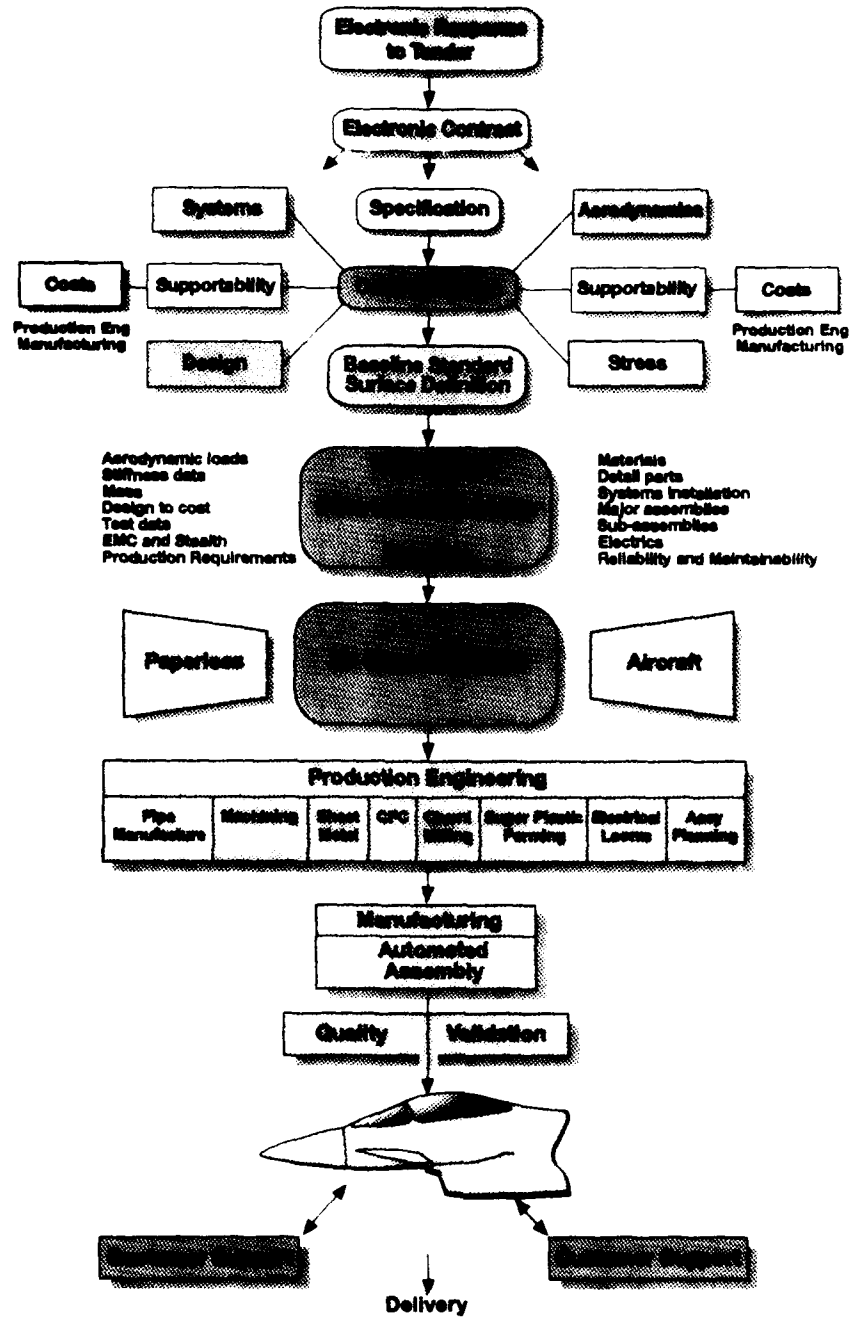 Electronic Response
to Tender
Electronic Contract
Systems
Specification
Aerodynamics
Costs
Supportability
Supportability
Costs
Production Eng
Manufacturing
Production Eng
Manufacturing
Design
Baseline Standard
Surface Definition
Stress
Aerodynamic loads
Stiffness data
Mass
Design to cost
Test data
EMC and Stealth
Production Requirements
Materials
Detail parts
Systems Installation
Major assemblies
Sub-assemblies
Electrics
Reliability and Maintainability
Paperless
Aircraft
Production Engineering
Pipe
Manufacture
Machining
Sheet
Metal
CFC
Chemi
Milling
Super Plastic
Forming
Electrical
Looms
Assy
Planning
Manufacturing
Automated
Assembly
Quality
Validation
Customer Support
Delivery